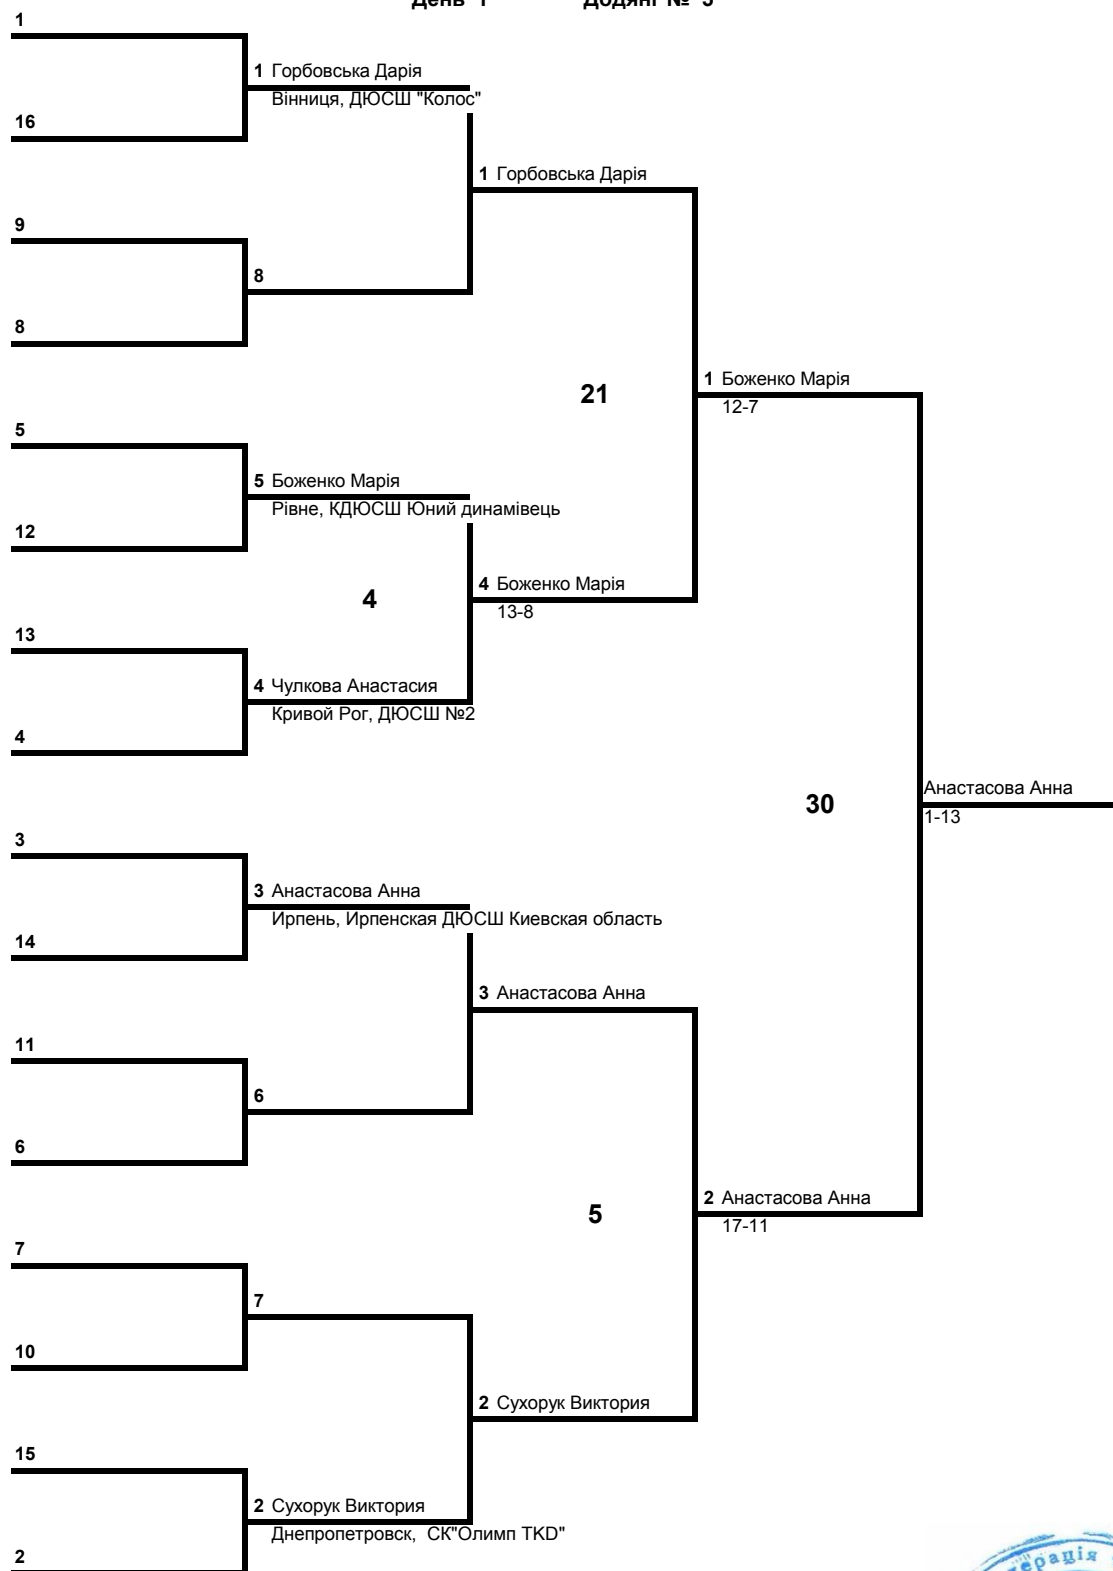 День 1 Додянг № 3
1
1 Горбовська Дарія
Вінниця, ДЮСШ "Колос"
16
1 Горбовська Дарія
9
8
8
1 Боженко Марія
21
12-7
5
5 Боженко Марія
Рівне, КДЮСШ Юний динамівець
12
4 Боженко Марія
4
13-8
13
4 Чулкова Анастасия
Кривой Рог, ДЮСШ №2
4
Анастасова Анна
30
1-13
3
3 Анастасова Анна
Ирпень, Ирпенская ДЮСШ Киевская область
14
3 Анастасова Анна
11
6
6
2 Анастасова Анна
5
17-11
7
7
10
2 Сухорук Виктория
15
2 Сухорук Виктория
Днепропетровск, СК"Олимп TKD"
2